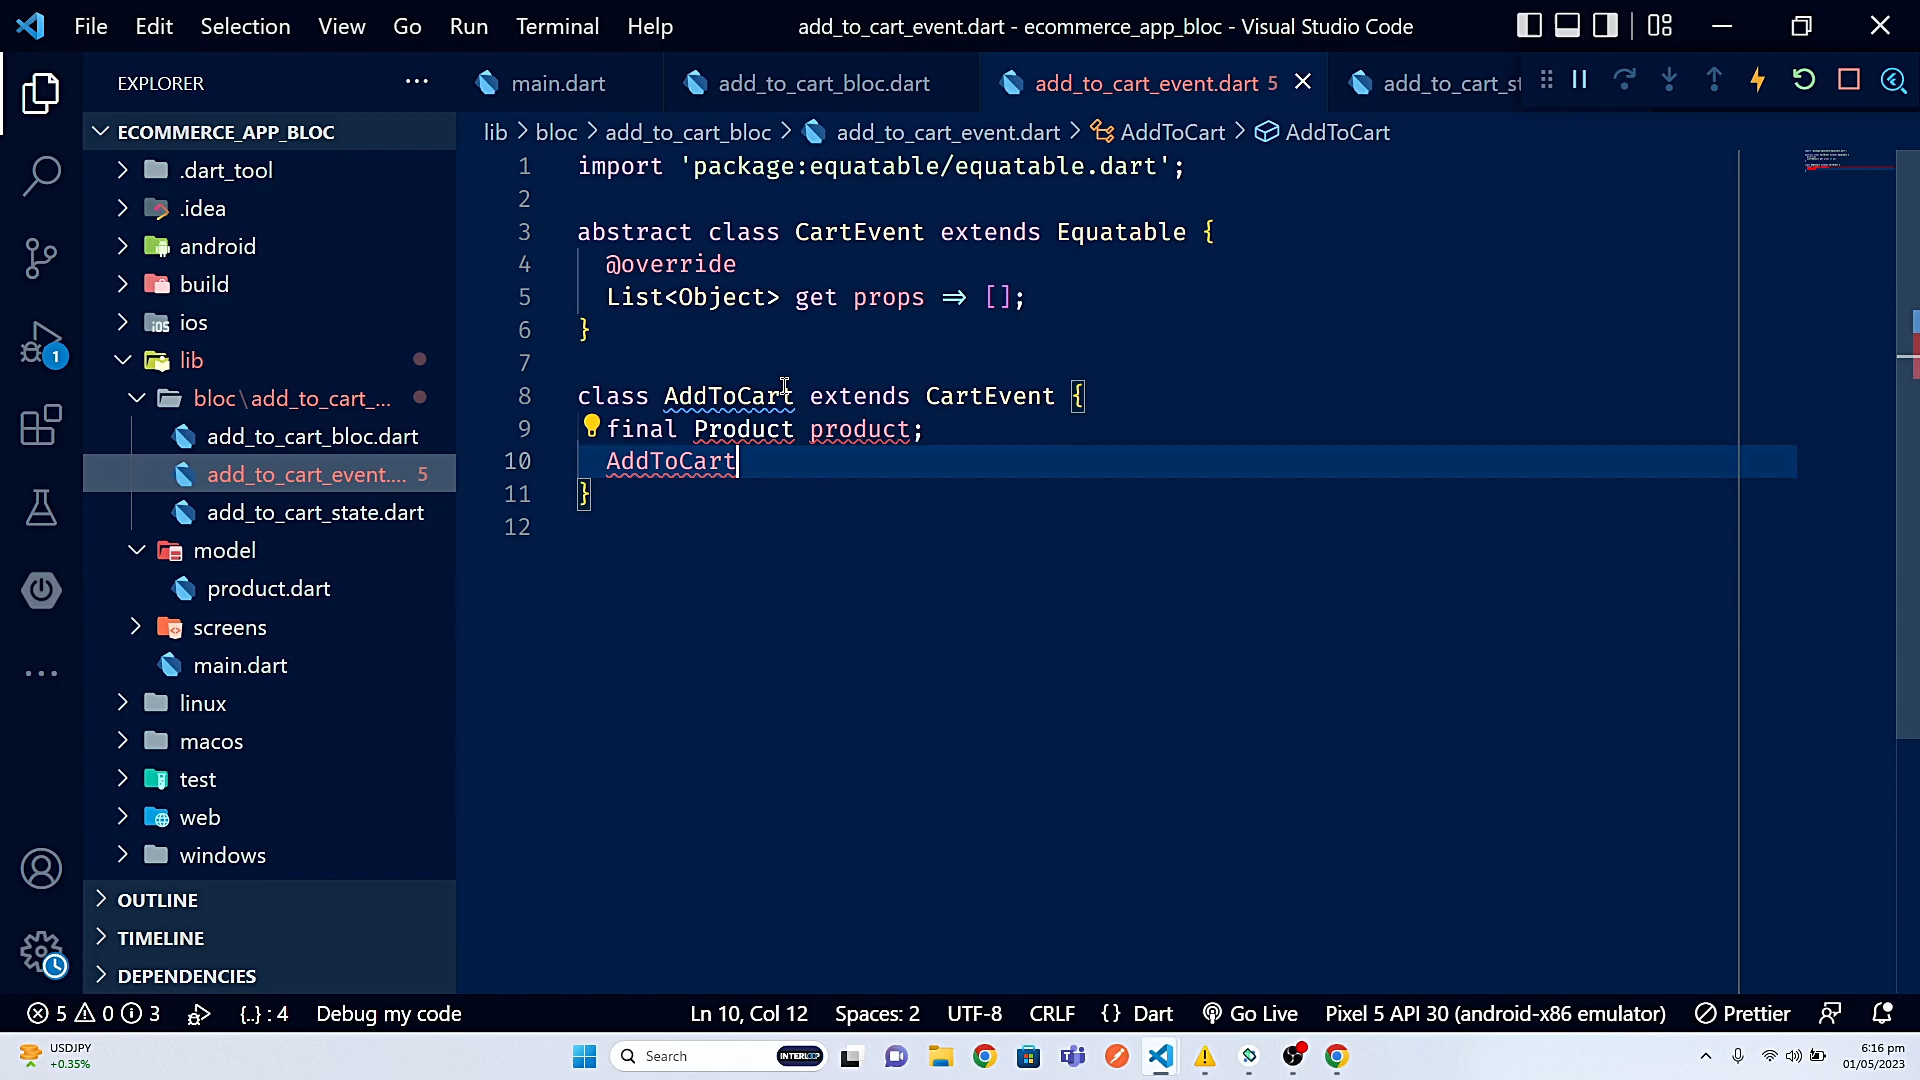 File Edit Selection View Go Run Terminal Help
add_to_cart_event.dart - ecommerce_app_bloc - Visual Studio Code
EXPLORER
main.dart
add_to_cart_bloc.dart
add_to_cart_event.dart 5
add_to_cart_st
ECOMMERCE_APP_BLOC
lib > bloc > add_to_cart_bloc > add_to_cart_event.dart > AddToCart > AddToCart
.dart_tool
.idea
android
build
ios
lib
bloc\add_to_cart_...
add_to_cart_bloc.dart
add_to_cart_event.... 5
add_to_cart_state.dart
model
product.dart
screens
main.dart
linux
macos
test
web
windows
OUTLINE
TIMELINE
DEPENDENCIES
1
1 import 'package:equatable/equatable.dart';
2
3 abstract class CartEvent extends Equatable {
4 @override
5 List<Object> get props => [];
6 }
7
8 class AddToCart extends CartEvent {
9 final Product product;
10 AddToCart
11 }
12
5 0 3 {..} : 4 Debug my code
Ln 10, Col 12 Spaces: 2 UTF-8 CRLF {} Dart Go Live Pixel 5 API 30 (android-x86 emulator) Prettier
USDJPY
+0.35%
Search
INTERLOOP
6:16 pm
01/05/2023